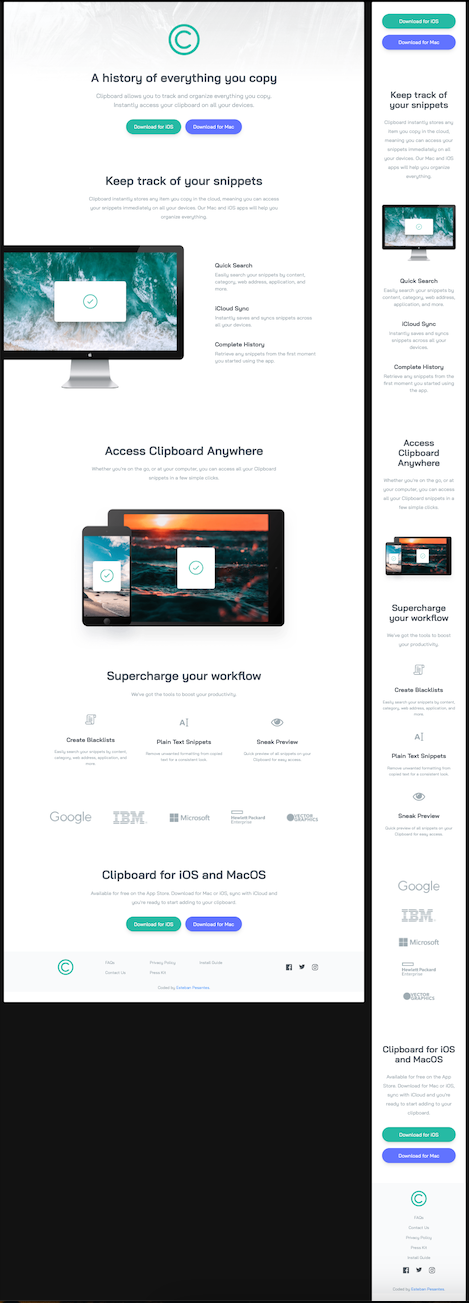 A history of everything you copy
Clipboard allows you to track and organize everything you copy.
Instantly access your clipboard on all your devices.
Download for iOS
Download for Mac
Keep track of your snippets
Clipboard instantly stores any item you copy in the cloud, meaning you can access
your snippets immediately on all your devices. Our Mac and iOS apps will help you
organize everything.
Quick Search
Easily search your snippets by content,
category, web address, application, and
more.
iCloud Sync
Instantly saves and syncs snippets across
all your devices.
Complete History
Retrieve any snippets from the first moment
you started using the app.
Access Clipboard Anywhere
Whether you're on the go, or at your computer, you can access all your Clipboard
snippets in a few simple clicks.
Supercharge your workflow
We've got the tools to boost your productivity.
Create Blacklists
Easily search your snippets by content,
category, web address, application, and
more.
Plain Text Snippets
Remove unwanted formatting from
copied text for a consistent look.
Sneak Preview
Quick preview of all snippets on your
Clipboard for easy access.
Google
IBM
Microsoft
Hewlett Packard
Enterprise
VECTOR
GRAPHICS
Clipboard for iOS and MacOS
Available for free on the App Store. Download for Mac or iOS, sync with iCloud and
you're ready to start adding to your clipboard.
Download for iOS
Download for Mac
FAQs
Privacy Policy
Install Guide
Contact Us
Press Kit
Coded by Esteban Pesantes
Download for iOS
Download for Mac
Keep track of
your snippets
Clipboard instantly stores any
item you copy in the cloud,
meaning you can access your
snippets immediately on all
your devices. Our Mac and iOS
apps will help you organize
everything.
Quick Search
Easily search your snippets by
content, category, web address,
application, and more.
iCloud Sync
Instantly saves and syncs
snippets across all your
devices.
Complete History
Retrieve any snippets from the
first moment you started using
the app.
Access
Clipboard
Anywhere
Whether you're on the go, or at
your computer, you can access
all your Clipboard snippets in a
few simple clicks.
Supercharge
your workflow
We've got the tools to boost
your productivity.
Create Blacklists
Easily search your snippets by content,
category, web address, application, and
more.
Plain Text Snippets
Remove unwanted formatting from
copied text for a consistent look.
Sneak Preview
Quick preview of all snippets on your
Clipboard for easy access.
Google
IBM
Microsoft
Hewlett Packard
Enterprise
VECTOR
GRAPHICS
Clipboard for iOS
and MacOS
Available for free on the App
Store. Download for Mac or iOS,
sync with iCloud and you're
ready to start adding to your
clipboard.
Download for iOS
Download for Mac
FAQs
Contact Us
Privacy Policy
Press Kit
Install Guide
Coded by Esteban Pesantes